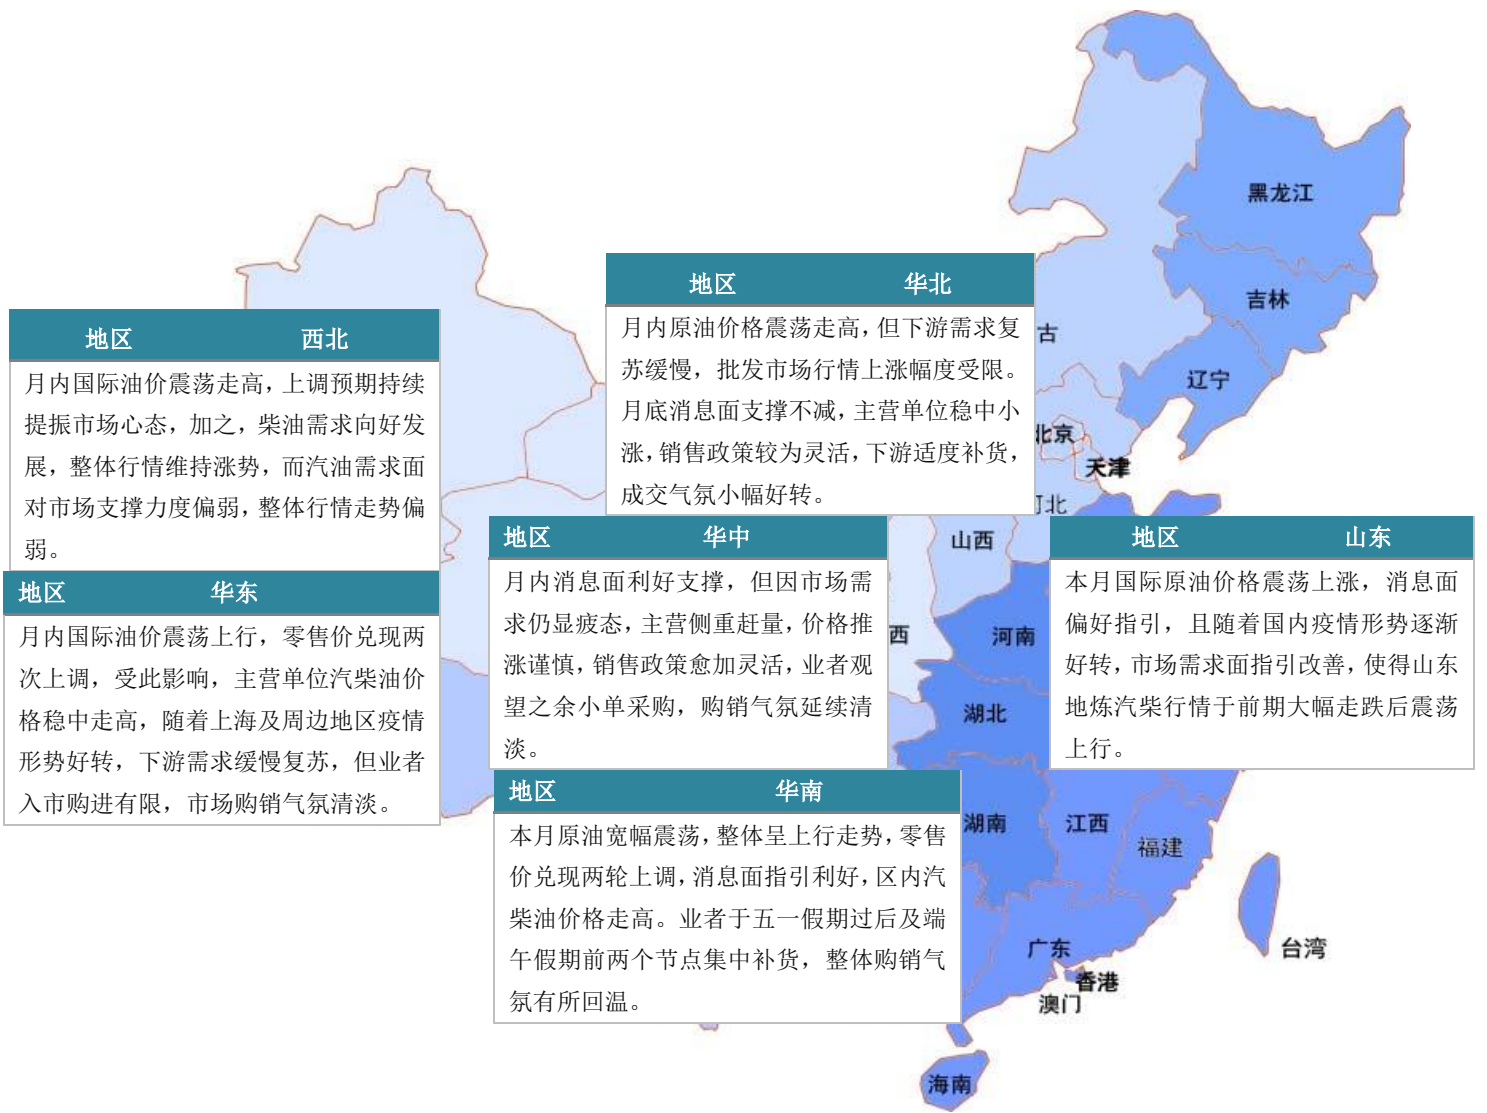 黑龙江
吉林
辽宁
古
北京
天津
河北
山西
西
河南
湖北
湖南
江西
福建
广东
香港
澳门
台湾
海南
地区 华北
月内原油价格震荡走高，但下游需求复
苏缓慢，批发市场行情上涨幅度受限。
月底消息面支撑不减，主营单位稳中小
涨，销售政策较为灵活，下游适度补货，
成交气氛小幅好转。
地区 西北
月内国际油价震荡走高，上调预期持续
提振市场心态，加之，柴油需求向好发
展，整体行情维持涨势，而汽油需求面
对市场支撑力度偏弱，整体行情走势偏
弱。
地区 华东
月内国际油价震荡上行，零售价兑现两
次上调，受此影响，主营单位汽柴油价
格稳中走高，随着上海及周边地区疫情
形势好转，下游需求缓慢复苏，但业者
入市购进有限，市场购销气氛清淡。
地区 华中
月内消息面利好支撑，但因市场需
求仍显疲态，主营侧重赶量，价格推
涨谨慎，销售政策愈加灵活，业者观
望之余小单采购，购销气氛延续清
淡。
地区 山东
本月国际原油价格震荡上涨，消息面
偏好指引，且随着国内疫情形势逐渐
好转，市场需求面指引改善，使得山东
地炼汽柴行情于前期大幅走跌后震荡
上行。
地区 华南
本月原油宽幅震荡，整体呈上行走势，零售
价兑现两轮上调，消息面指引利好，区内汽
柴油价格走高。业者于五一假期过后及端
午假期前两个节点集中补货，整体购销气
氛有所回温。